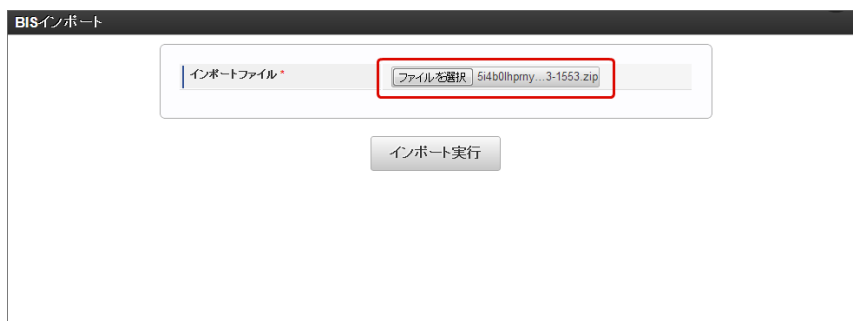 BISインポート
インポートファイル *
ファイルを選択 5i4b0lhpmy...3-1553.zip
インポート実行